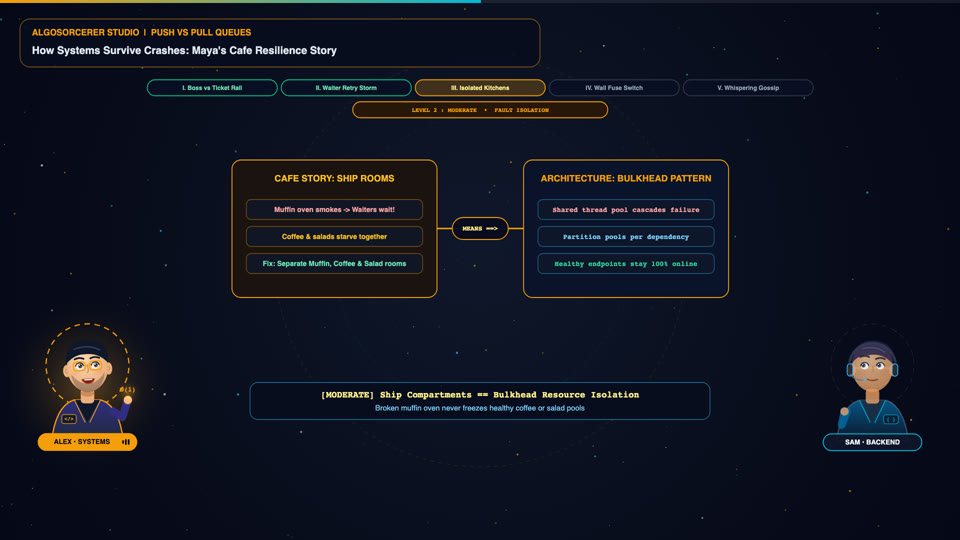 ALGOSORCERER STUDIO | PUSH VS PULL QUEUES
How Systems Survive Crashes: Maya's Cafe Resilience Story
I. Boss vs Ticket Rail
II. Waiter Retry Storm
III. Isolated Kitchens
IV. Wall Fuse Switch
V. Whispering Gossip
LEVEL 2 : MODERATE • FAULT ISOLATION
CAFE STORY: SHIP ROOMS
Muffin oven smokes -> Waiters wait!
Coffee & salads starve together
Fix: Separate Muffin, Coffee & Salad rooms
MEANS ==>
ARCHITECTURE: BULKHEAD PATTERN
Shared thread pool cascades failure
Partition pools per dependency
Healthy endpoints stay 100% online
[MODERATE] Ship Compartments == Bulkhead Resource Isolation
Broken muffin oven never freezes healthy coffee or salad pools
</>
ALEX • SYSTEMS
{ }
SAM • BACKEND